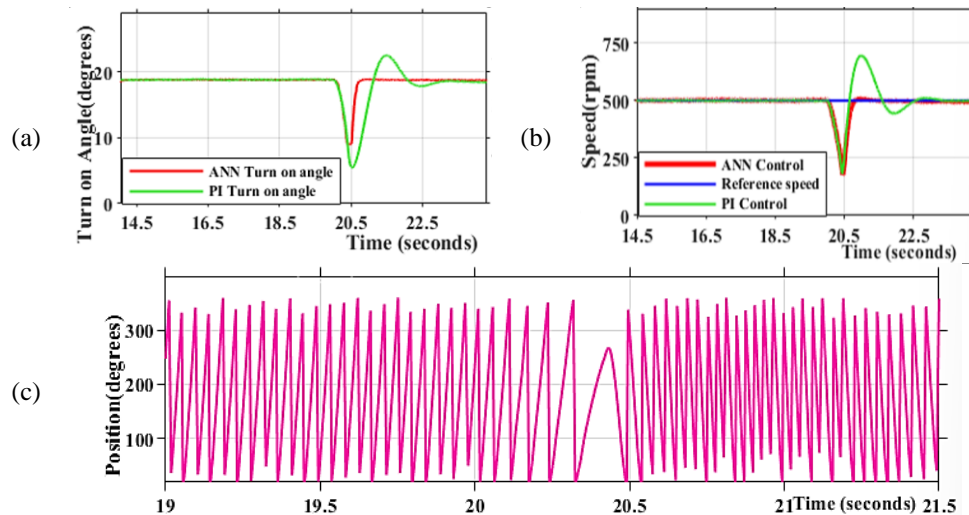 (a)
Turn on Angle(degrees)
20
10
0
ANN Turn on angle
PI Turn on angle
14.5 16.5 18.5 20.5 22.5
Time (seconds)
(b)
Speed(rpm)
750
500
250
0
ANN Control
Reference speed
PI Control
14.5 16.5 18.5 20.5 22.5
Time (seconds)
(c)
Position(degrees)
300
200
100
19 19.5 20 20.5 21 21.5
Time (seconds)